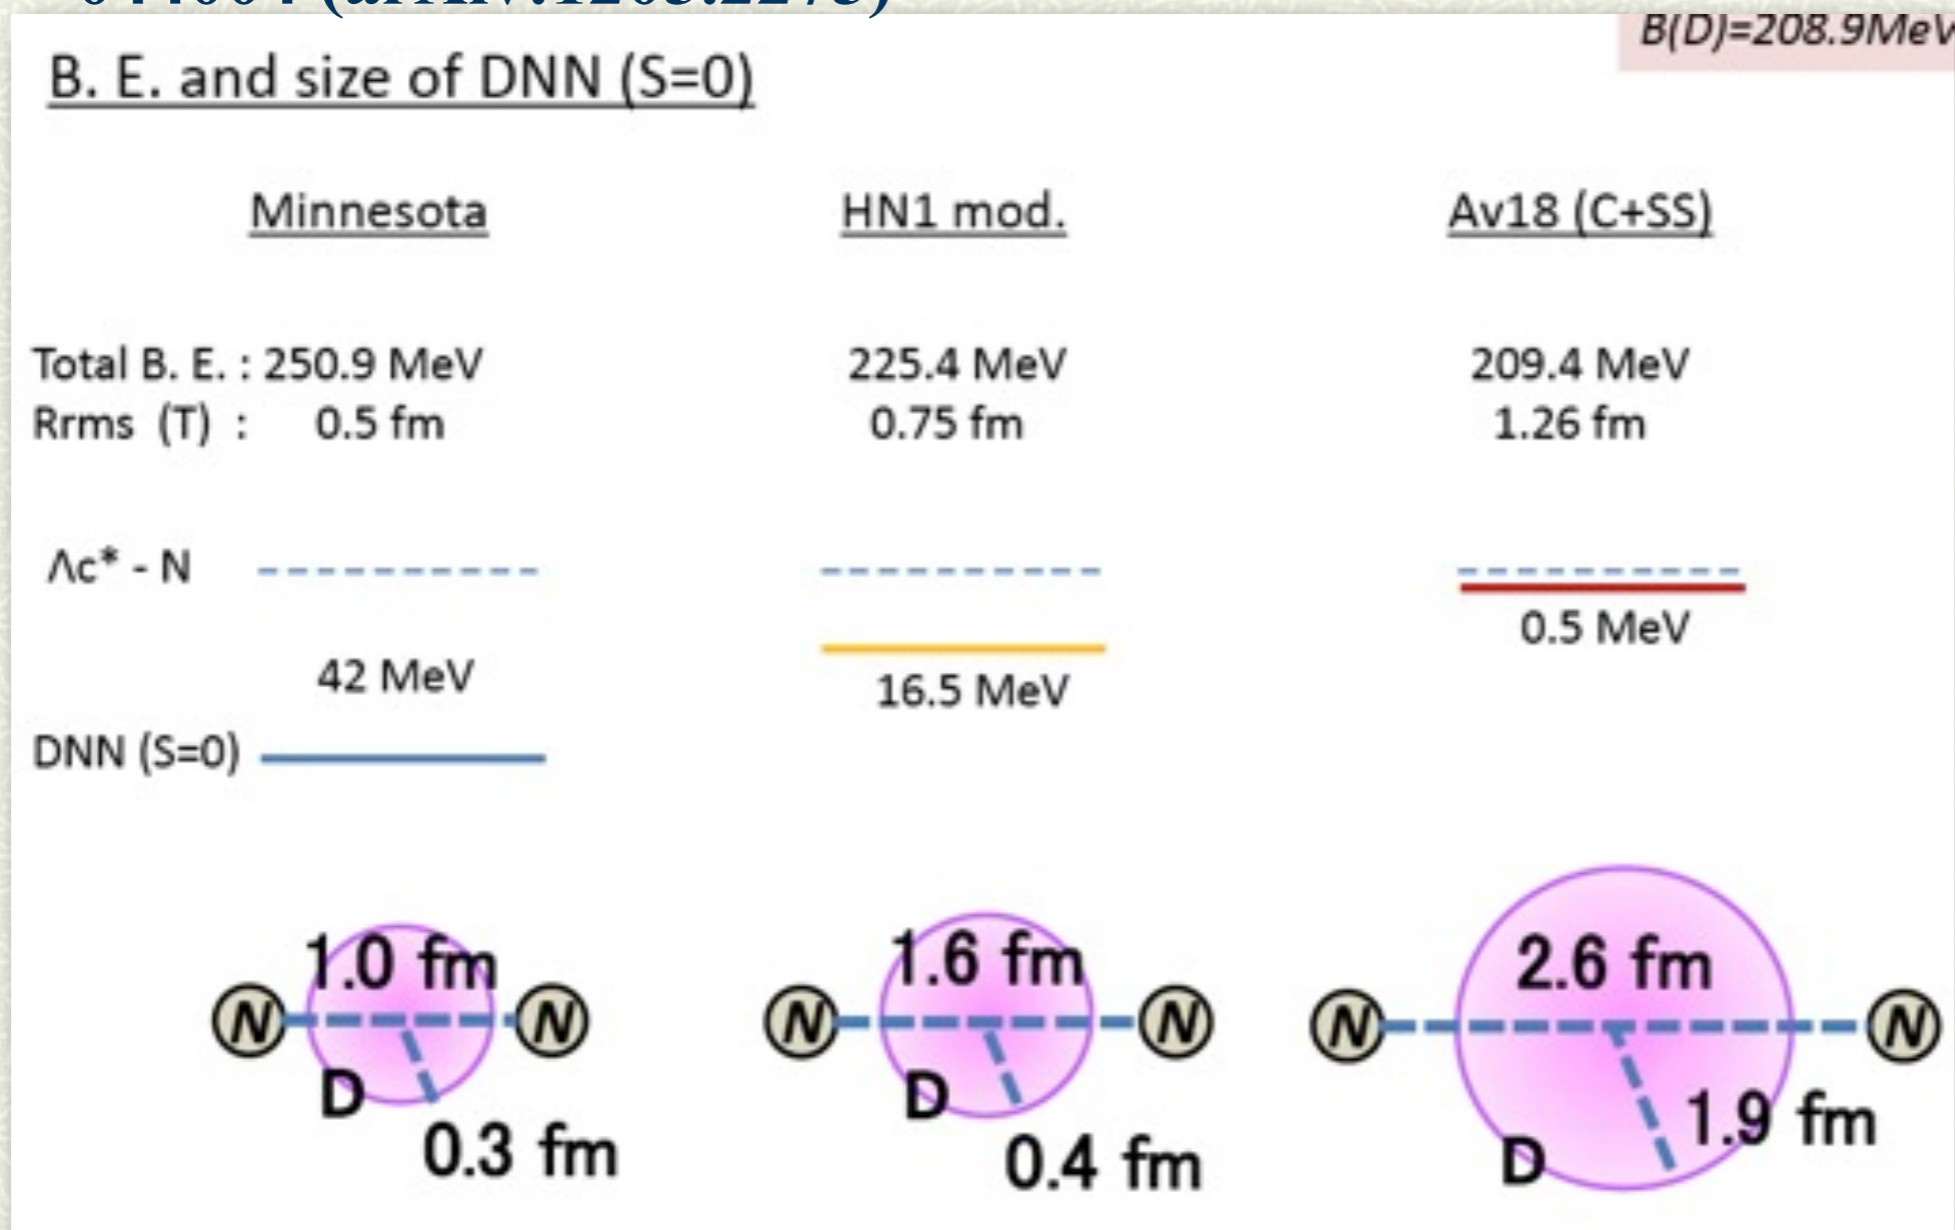 B(D)=208.9MeV
B. E. and size of DNN (S=0)
Minnesota HN1 mod. Av18 (C+SS)
Total B. E. : 250.9 MeV 225.4 MeV 209.4 MeV
Rrms (T) : 0.5 fm 0.75 fm 1.26 fm
Λc* - N
0.5 MeV
42 MeV 16.5 MeV
DNN (S=0)
1.0 fm 1.6 fm 2.6 fm
N N N N N N
D D D
0.3 fm 0.4 fm 1.9 fm